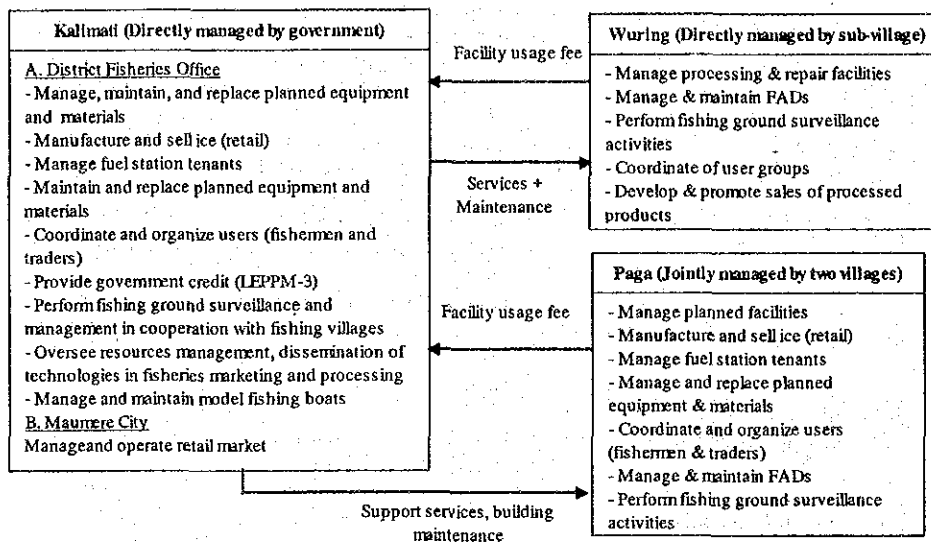 Kalimati (Directly managed by government)
A. District Fisheries Office
- Manage, maintain, and replace planned equipment
and materials
- Manufacture and sell ice (retail)
- Manage fuel station tenants
- Maintain and replace planned equipment and
materials
- Coordinate and organize users (fishermen and
traders)
- Provide government credit (LEPPM-3)
- Perform fishing ground surveillance and
management in cooperation with fishing villages
- Oversee resources management, dissemination of
technologies in fisheries marketing and processing
- Manage and maintain model fishing boats
B. Maumere City
Manageand operate retail market
Facility usage fee
Services +
Maintenance
Wuring (Directly managed by sub-village)
- Manage processing & repair facilities
- Manage & maintain FADs
- Perform fishing ground surveillance
activities
- Coordinate of user groups
- Develop & promote sales of processed
products
Facility usage fee
Paga (Jointly managed by two villages)
- Manage planned facilities
- Manufacture and sell ice (retail)
- Manage fuel station tenants
- Manage and replace planned
equipment & materials
- Coordinate and organize users
(fishermen & traders)
- Manage & maintain FADs
- Perform fishing ground surveillance
activities
Support services, building
maintenance